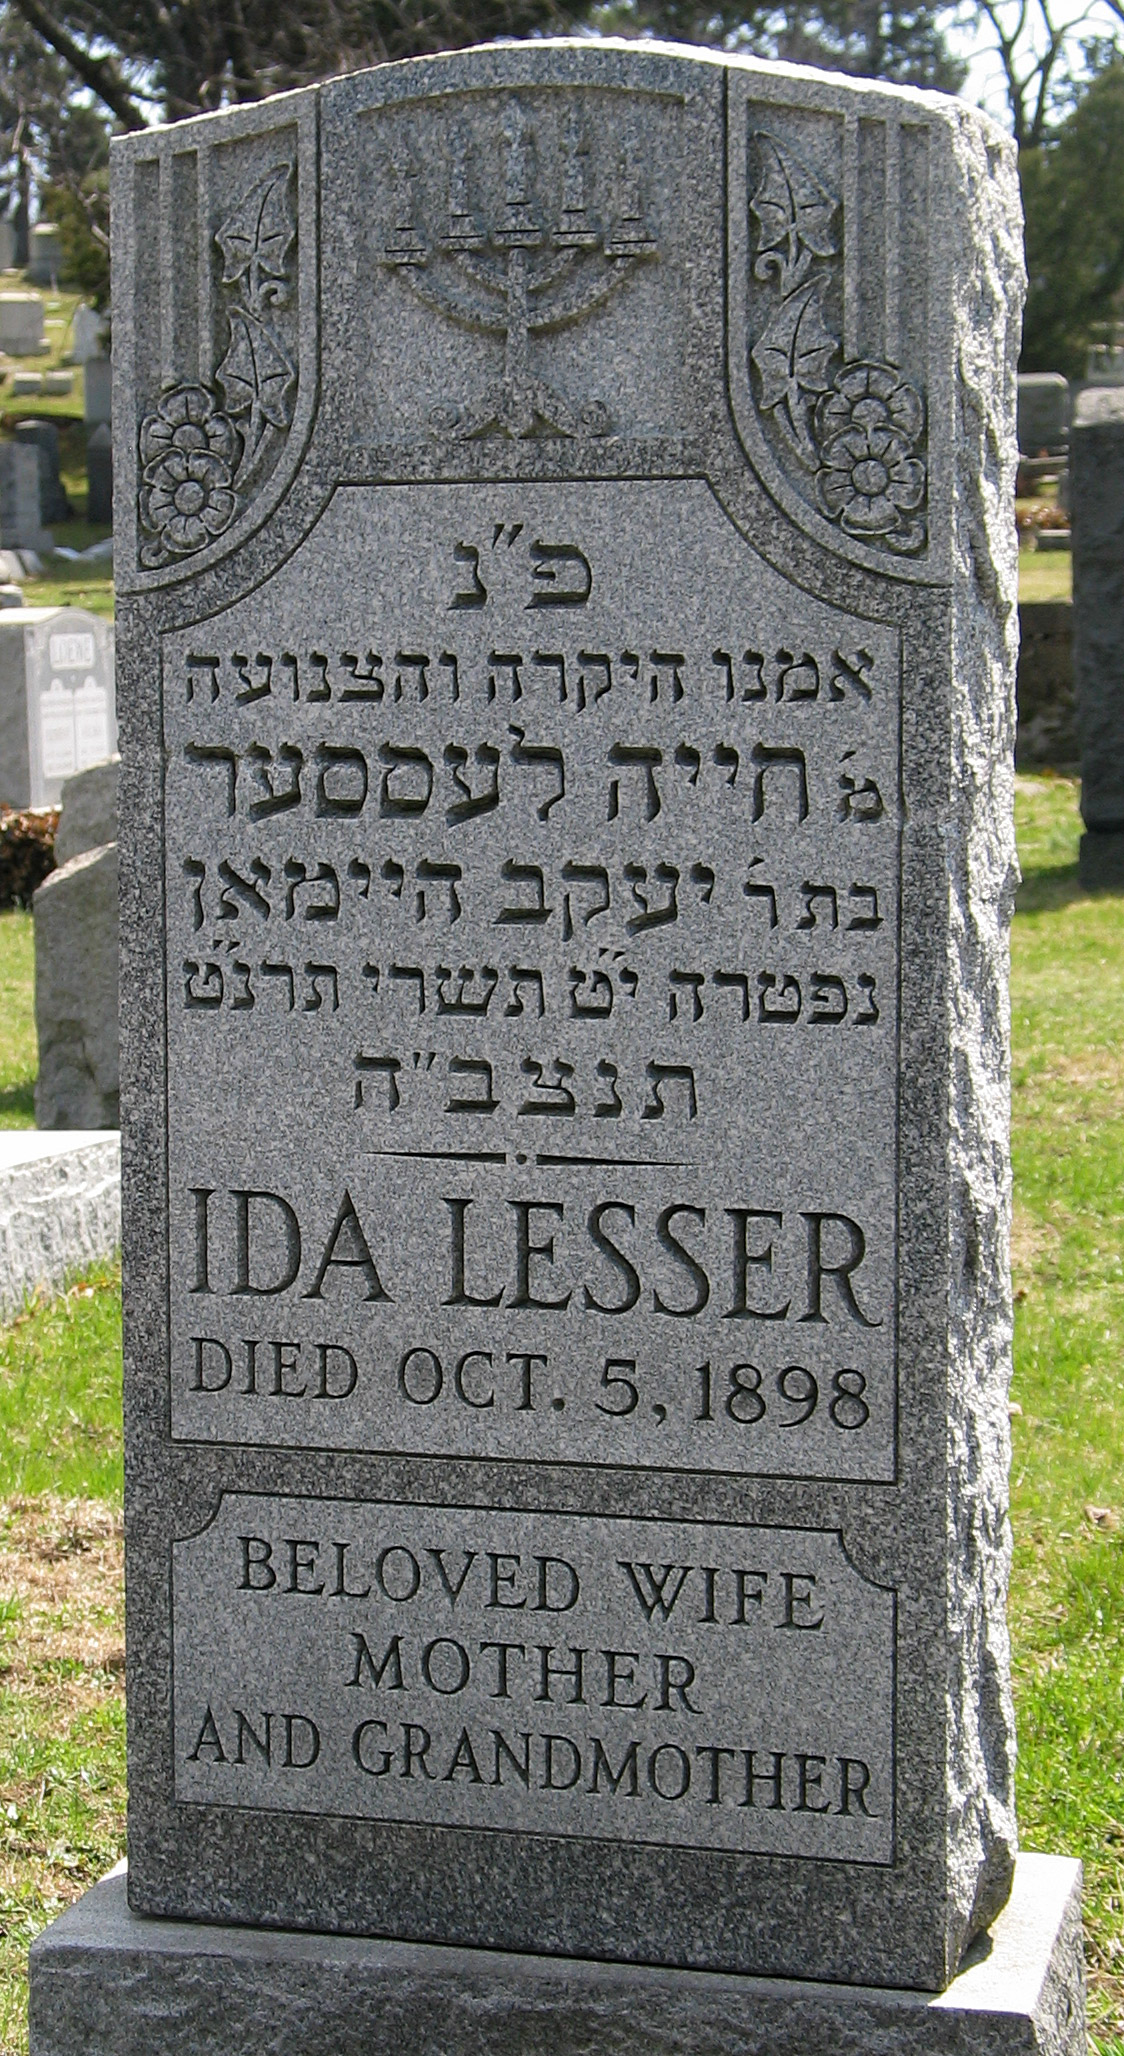 פ"נ
אמנו היקרה והצנועה
מ' חייה לעססער
בת ר' יעקב היימאן
נפטרה י"ט תשרי תרנ"ט
תנצב"ה
IDA LESSER
DIED OCT. 5, 1898
BELOVED WIFE
MOTHER
AND GRANDMOTHER